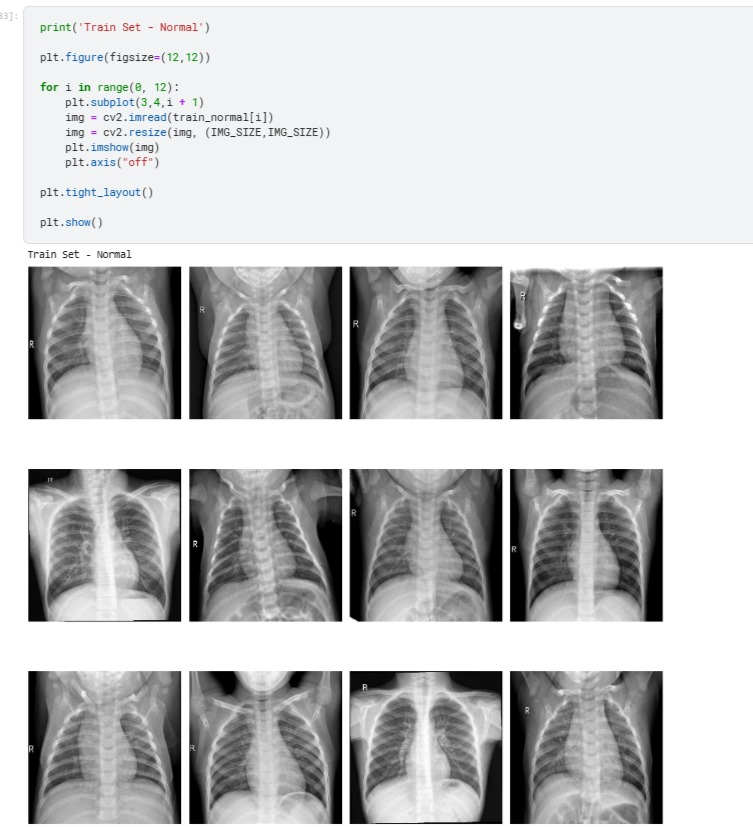 33]:
print('Train Set - Normal')
plt.figure(figsize=(12,12))
for i in range(0, 12):
    plt.subplot(3,4,i + 1)
    img = cv2.imread(train_normal[i])
    img = cv2.resize(img, (IMG_SIZE,IMG_SIZE))
    plt.imshow(img)
    plt.axis("off")
plt.tight_layout()
plt.show()
Train Set - Normal
R
R
R
R
R
R
R
R
R
R
R